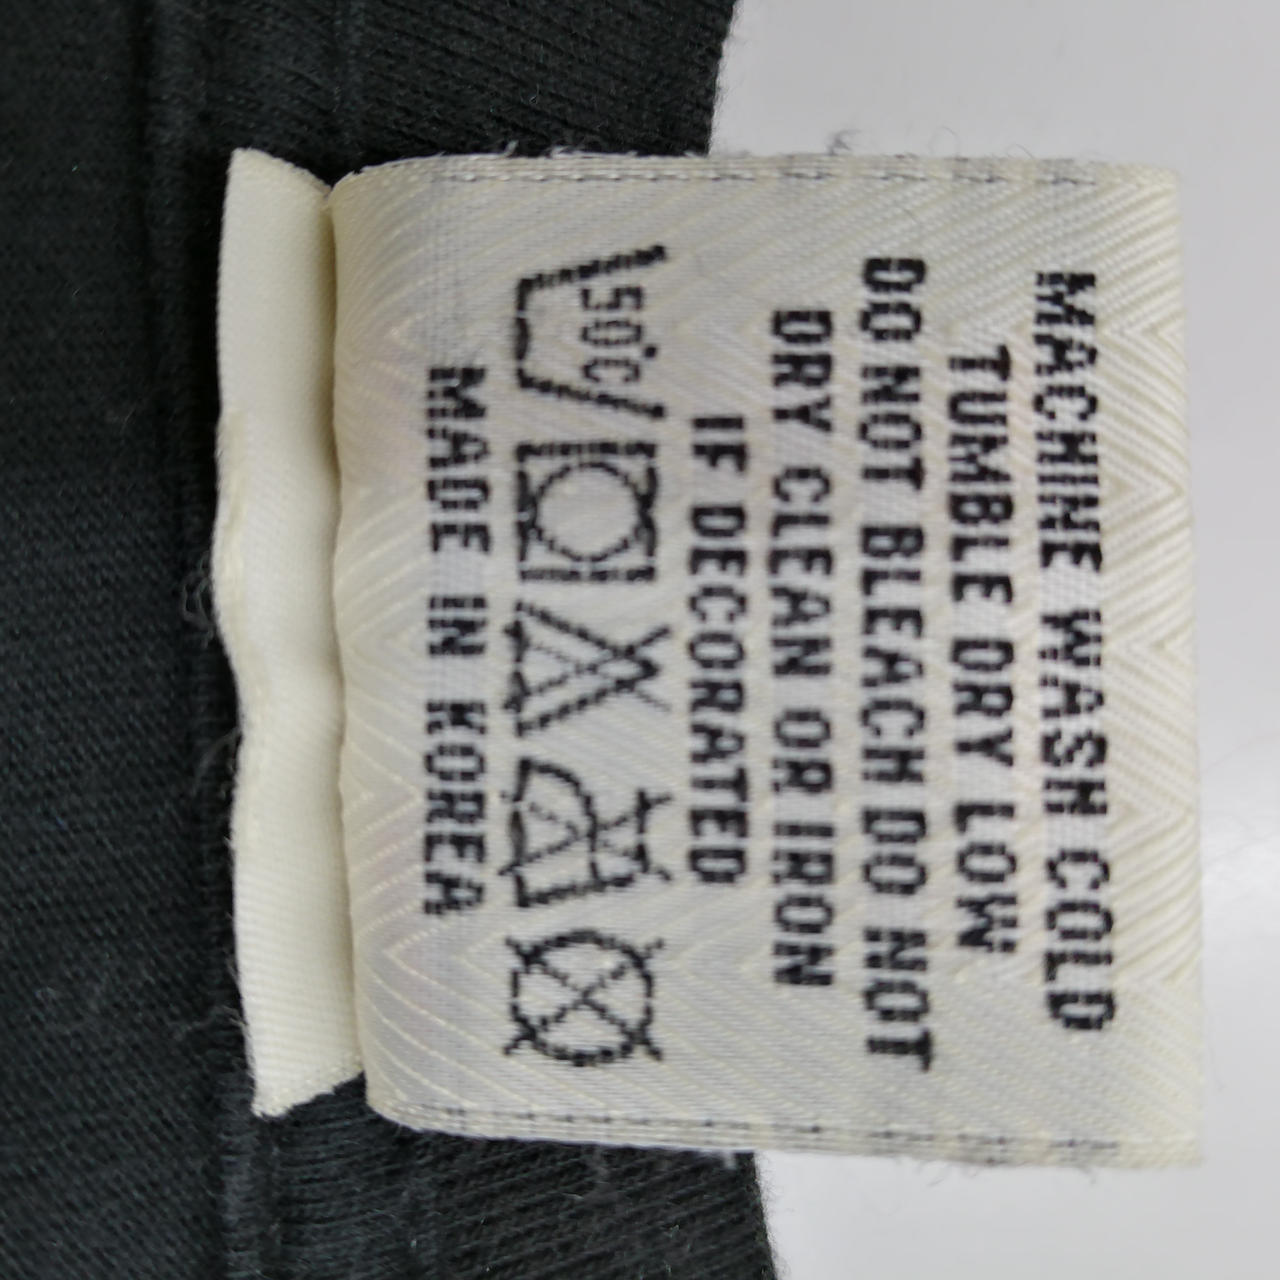 MACHINE WASH COLD
TUMBLE DRY LOW
DO NOT BLEACH DO NOT
DRY CLEAN OR IRON
IF DECORATED
50°C
MADE IN KOREA